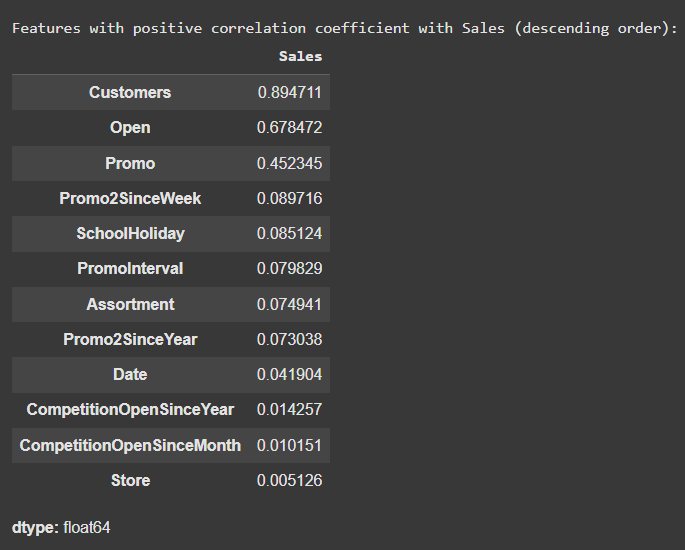 Features with positive correlation coefficient with Sales (descending order):
Sales
Customers 0.894711
Open 0.678472
Promo 0.452345
Promo2SinceWeek 0.089716
SchoolHoliday 0.085124
PromoInterval 0.079829
Assortment 0.074941
Promo2SinceYear 0.073038
Date 0.041904
CompetitionOpenSinceYear 0.014257
CompetitionOpenSinceMonth 0.010151
Store 0.005126
dtype: float64